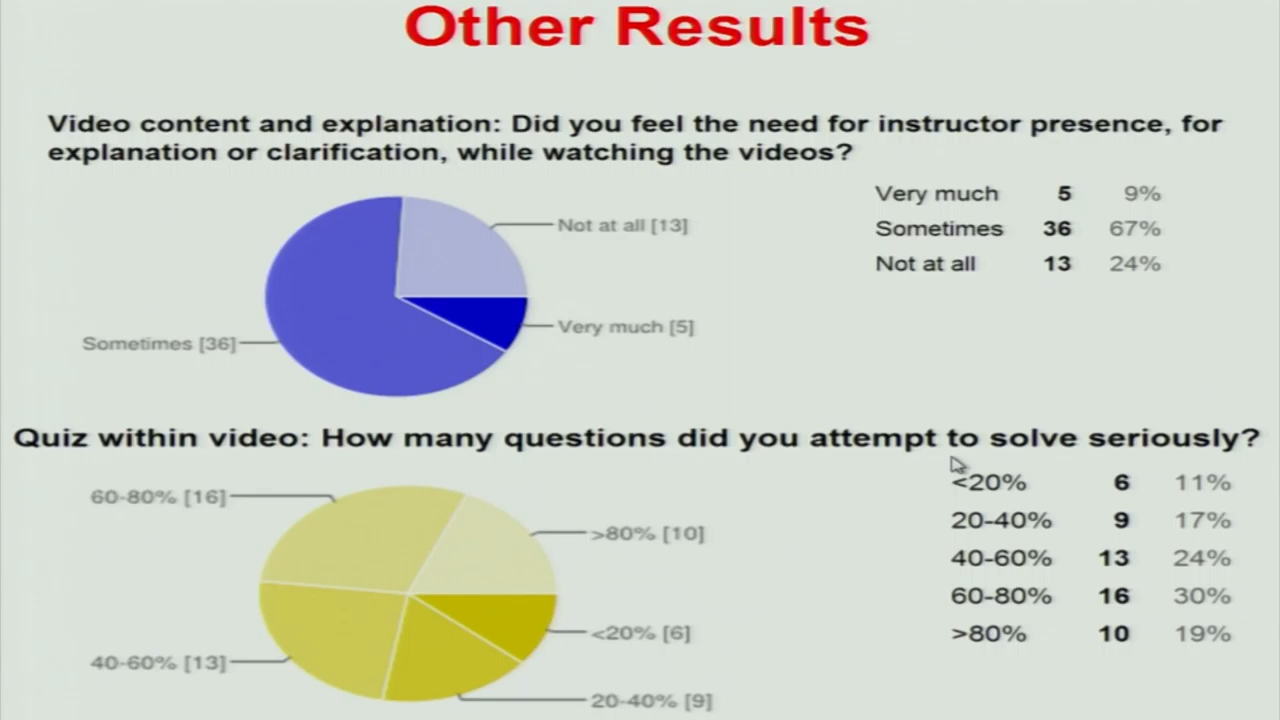 Other Results
Video content and explanation: Did you feel the need for instructor presence, for
explanation or clarification, while watching the videos?
Not at all [13]
Very much [5]
Sometimes [36]
Very much 5 9%
Sometimes 36 67%
Not at all 13 24%
Quiz within video: How many questions did you attempt to solve seriously?
60-80% [16]
>80% [10]
<20% [6]
40-60% [13]
20-40% [9]
<20% 6 11%
20-40% 9 17%
40-60% 13 24%
60-80% 16 30%
>80% 10 19%